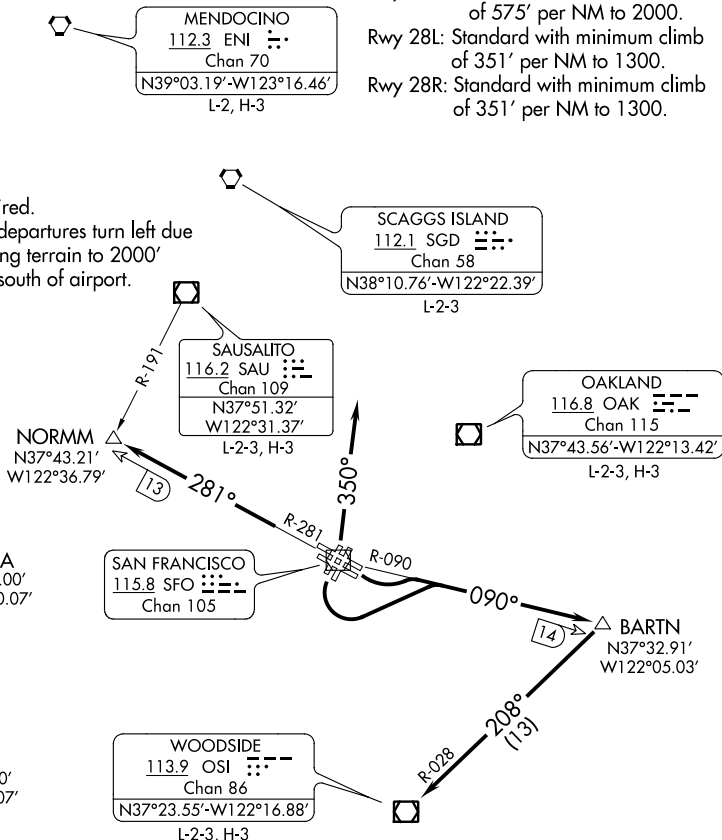 MENDOCINO
112.3 ENI
Chan 70
N39°03.19′-W123°16.46′
L-2, H-3
of 575′ per NM to 2000.
Rwy 28L: Standard with minimum climb
of 351′ per NM to 1300.
Rwy 28R: Standard with minimum climb
of 351′ per NM to 1300.
departures turn left due
to 2000′
south of airport.
SCAGGS ISLAND
112.1 SGD
Chan 58
N38°10.76′-W122°22.39′
L-2-3
SAUSALITO
116.2 SAU
Chan 109
N37°51.32′
W122°31.37′
L-2-3, H-3
R-191
OAKLAND
116.8 OAK
Chan 115
N37°43.56′-W122°13.42′
L-2-3, H-3
NORMM
N37°43.21′
W122°36.79′
13
281°
R-281
350°
R-090
090°
SAN FRANCISCO
115.8 SFO
Chan 105
14
BARTN
N37°32.91′
W122°05.03′
208°
(13)
R-028
WOODSIDE
113.9 OSI
Chan 86
N37°23.55′-W122°16.88′
L-2-3, H-3